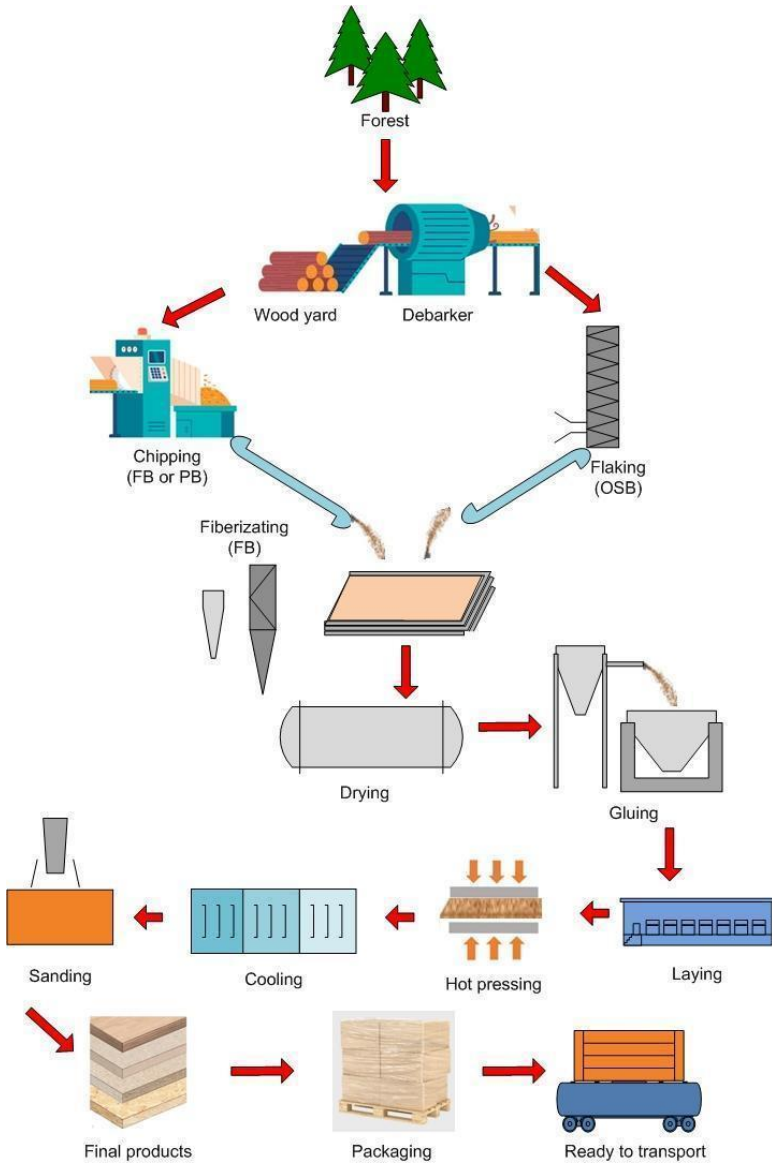 Forest
Wood yard
Debarker
Chipping
(FB or PB)
Flaking
(OSB)
Fiberizating
(FB)
Drying
Gluing
Sanding
Cooling
Hot pressing
Laying
Final products
Packaging
Ready to transport